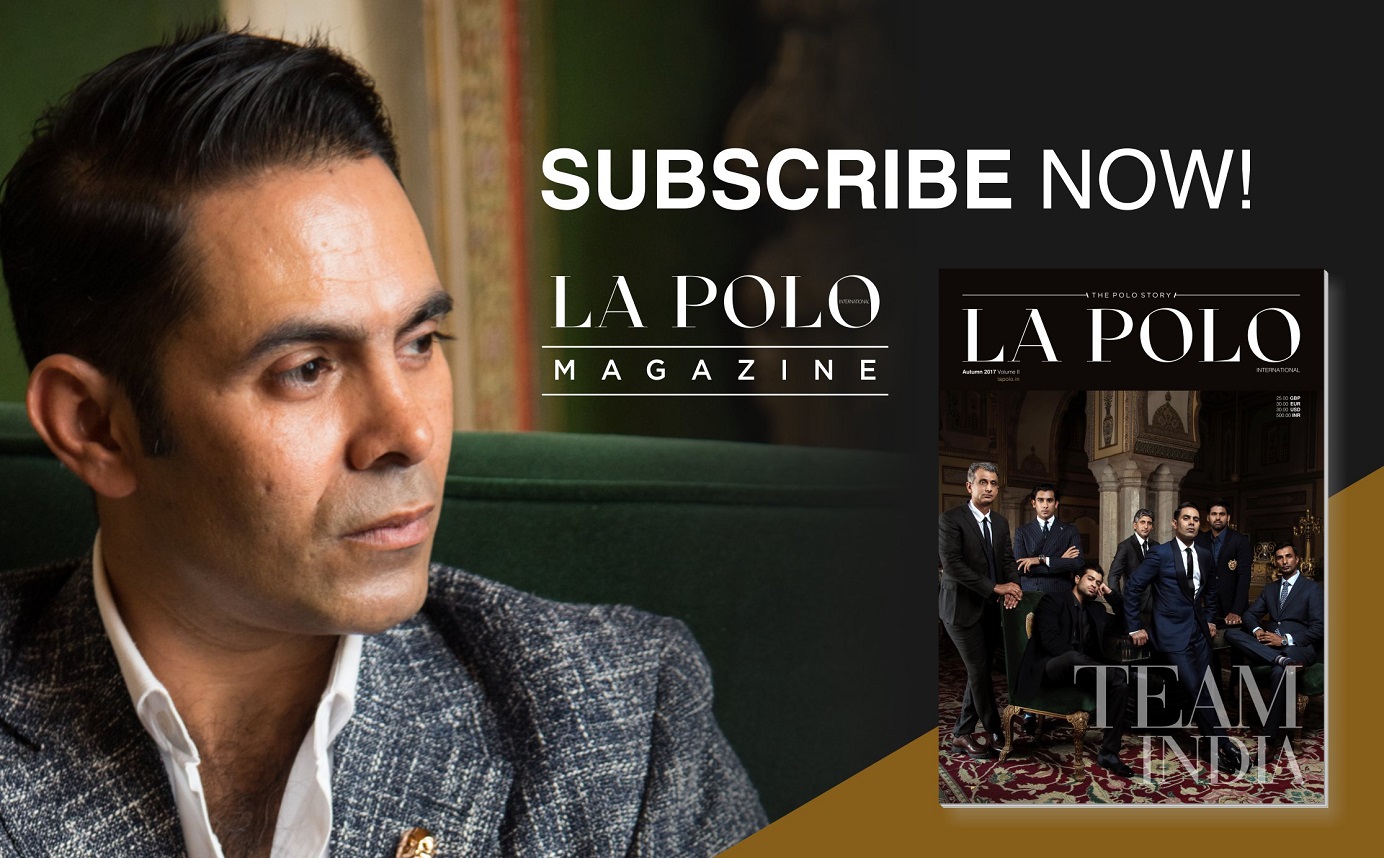 SUBSCRIBE NOW!
LA POLO
INTERNATIONAL
MAGAZINE
THE POLO STORY
LA POLO
Autumn 2017 Volume II
lapolo.in
INTERNATIONAL
25.00 GBP
30.00 EUR
30.00 USD
500.00 INR
TEAM
INDIA